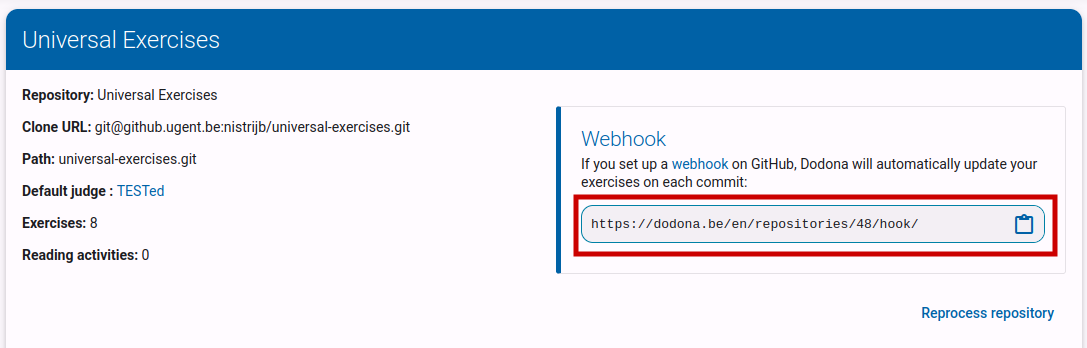 Universal Exercises
Repository: Universal Exercises
Clone URL: git@github.ugent.be:nistrijb/universal-exercises.git
Path: universal-exercises.git
Default judge : TESTed
Exercises: 8
Reading activities: 0
Webhook
If you set up a webhook on GitHub, Dodona will automatically update your
exercises on each commit:
https://dodona.be/en/repositories/48/hook/
Reprocess repository